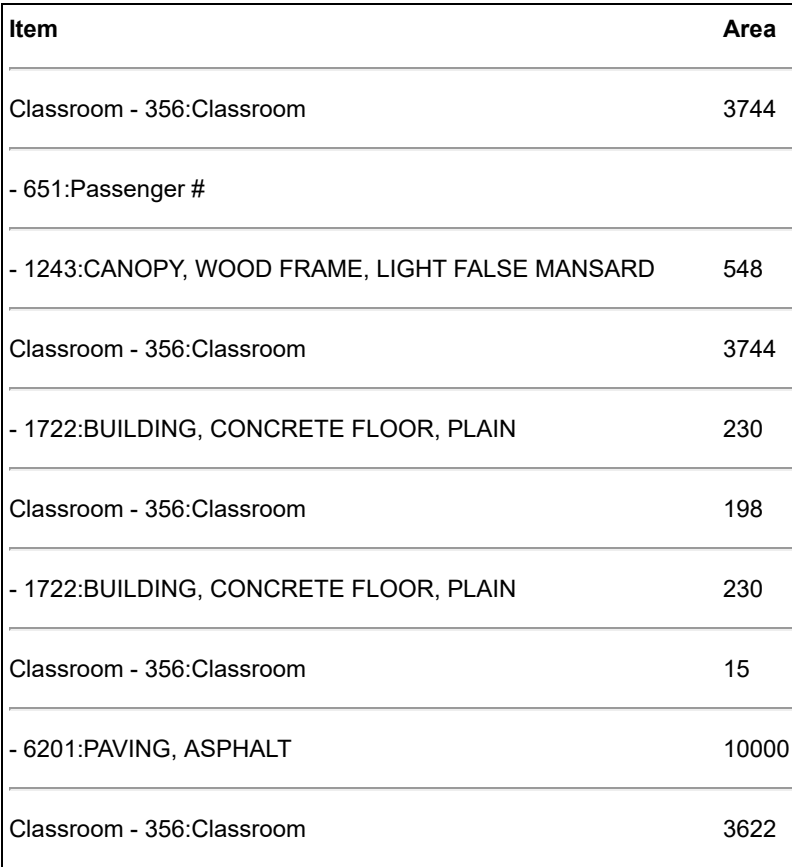 Item Area
Classroom - 356:Classroom 3744
- 651:Passenger #
- 1243:CANOPY, WOOD FRAME, LIGHT FALSE MANSARD 548
Classroom - 356:Classroom 3744
- 1722:BUILDING, CONCRETE FLOOR, PLAIN 230
Classroom - 356:Classroom 198
- 1722:BUILDING, CONCRETE FLOOR, PLAIN 230
Classroom - 356:Classroom 15
- 6201:PAVING, ASPHALT 10000
Classroom - 356:Classroom 3622